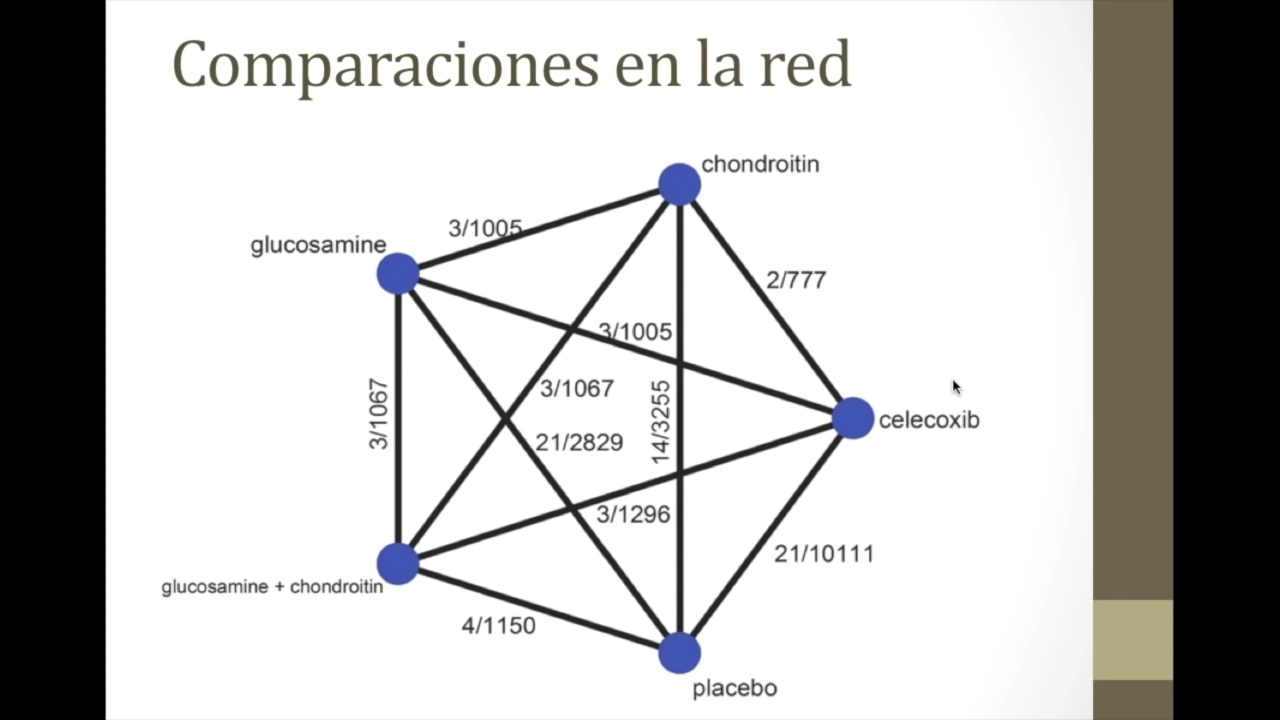 Comparaciones en la red
chondroitin
3/1005
glucosamine
2/777
3/1005
3/1067
3/1067
14/3255
celecoxib
21/2829
3/1296
21/10111
glucosamine + chondroitin
4/1150
placebo